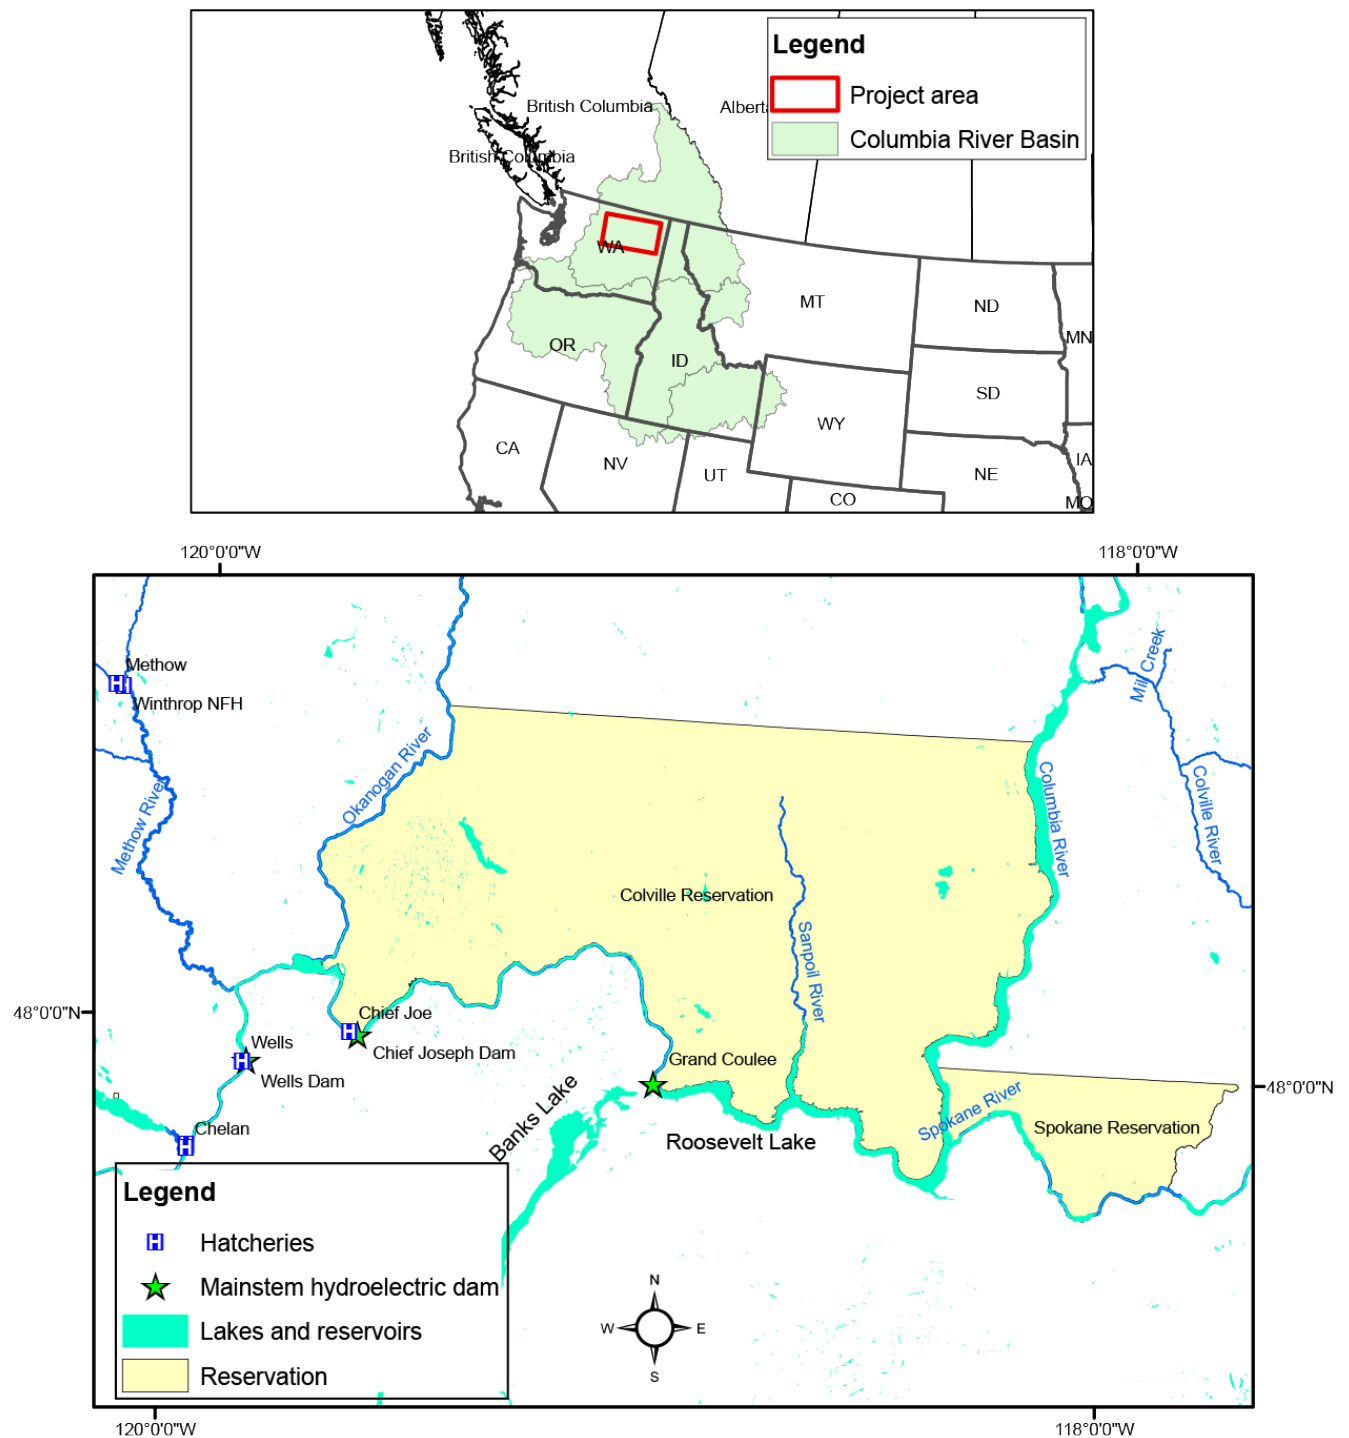 Legend
Project area
Columbia River Basin
British Columbia
Alberta
British Columbia
WA
MT
ND
MN
OR
ID
SD
WY
CA
NV
UT
NE
IA
CO
MO
120°0'0"W
118°0'0"W
Methow
Winthrop NFH
Mill Creek
Okanogan River
Methow River
Columbia River
Colville River
Colville Reservation
Sanpoil River
48°0'0"N
Chief Joe
Chief Joseph Dam
Wells
Wells Dam
Grand Coulee
48°0'0"N
Banks Lake
Spokane River
Chelan
Spokane Reservation
Roosevelt Lake
Legend
H Hatcheries
Mainstem hydroelectric dam
Lakes and reservoirs
Reservation
N
W E
S
120°0'0"W
118°0'0"W